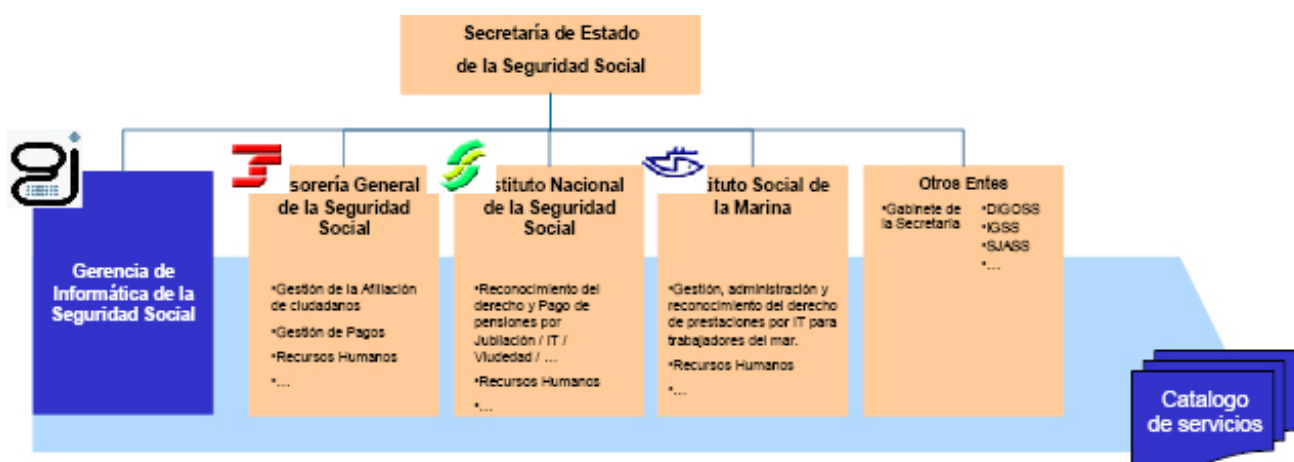 Secretaría de Estado
de la Seguridad Social
Gerencia de
Informática de la
Seguridad Social
sorería General
de la Seguridad
Social
•Gestión de la Afiliación
de ciudadanos
•Gestión de Pagos
•Recursos Humanos
•...
stituto Nacional
de la Seguridad
Social
•Reconocimiento del
derecho y Pago de
pensiones por
Jubilación / IT /
Viudedad / ...
•Recursos Humanos
•...
tituto Social de
la Marina
•Gestión, administración y
reconocimiento del derecho
de prestaciones por IT para
trabajadores del mar.
•Recursos Humanos
•...
Otros Entes
•Gabinete de
la Secretaria
•DIGOSS
•IGSS
•SJASS
•...
Catalogo
de servicios